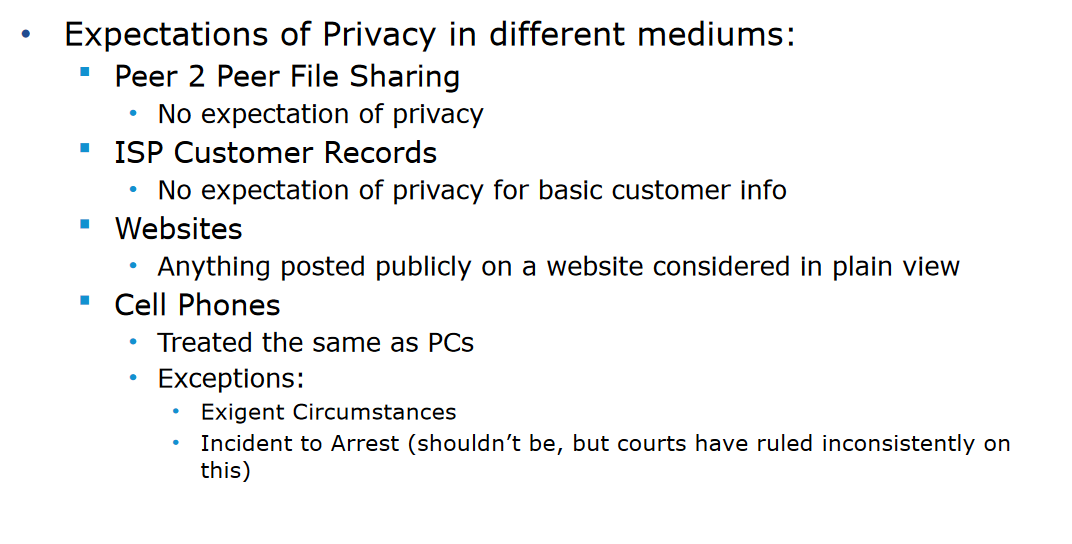 • Expectations of Privacy in different mediums:
▪ Peer 2 Peer File Sharing
• No expectation of privacy
▪ ISP Customer Records
• No expectation of privacy for basic customer info
▪ Websites
• Anything posted publicly on a website considered in plain view
▪ Cell Phones
• Treated the same as PCs
• Exceptions:
• Exigent Circumstances
• Incident to Arrest (shouldn’t be, but courts have ruled inconsistently on
this)